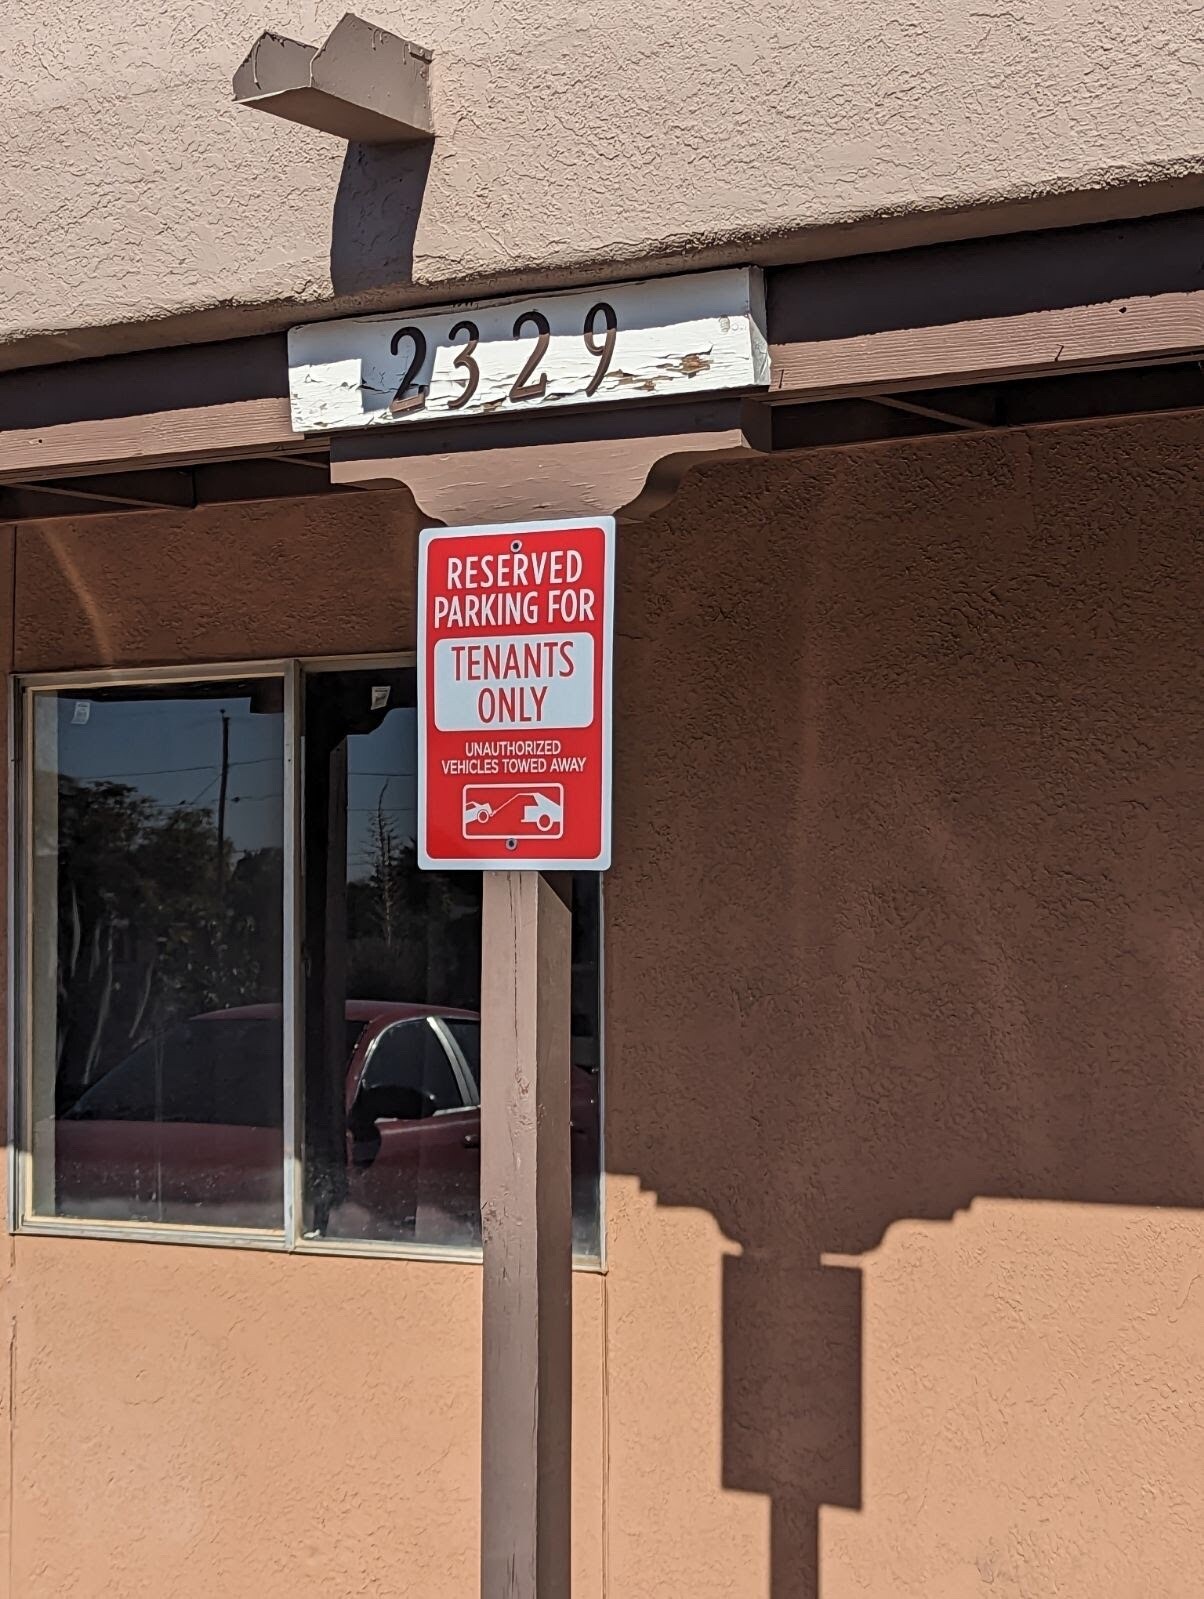 2329
RESERVED
PARKING FOR
TENANTS
ONLY
UNAUTHORIZED
VEHICLES TOWED AWAY